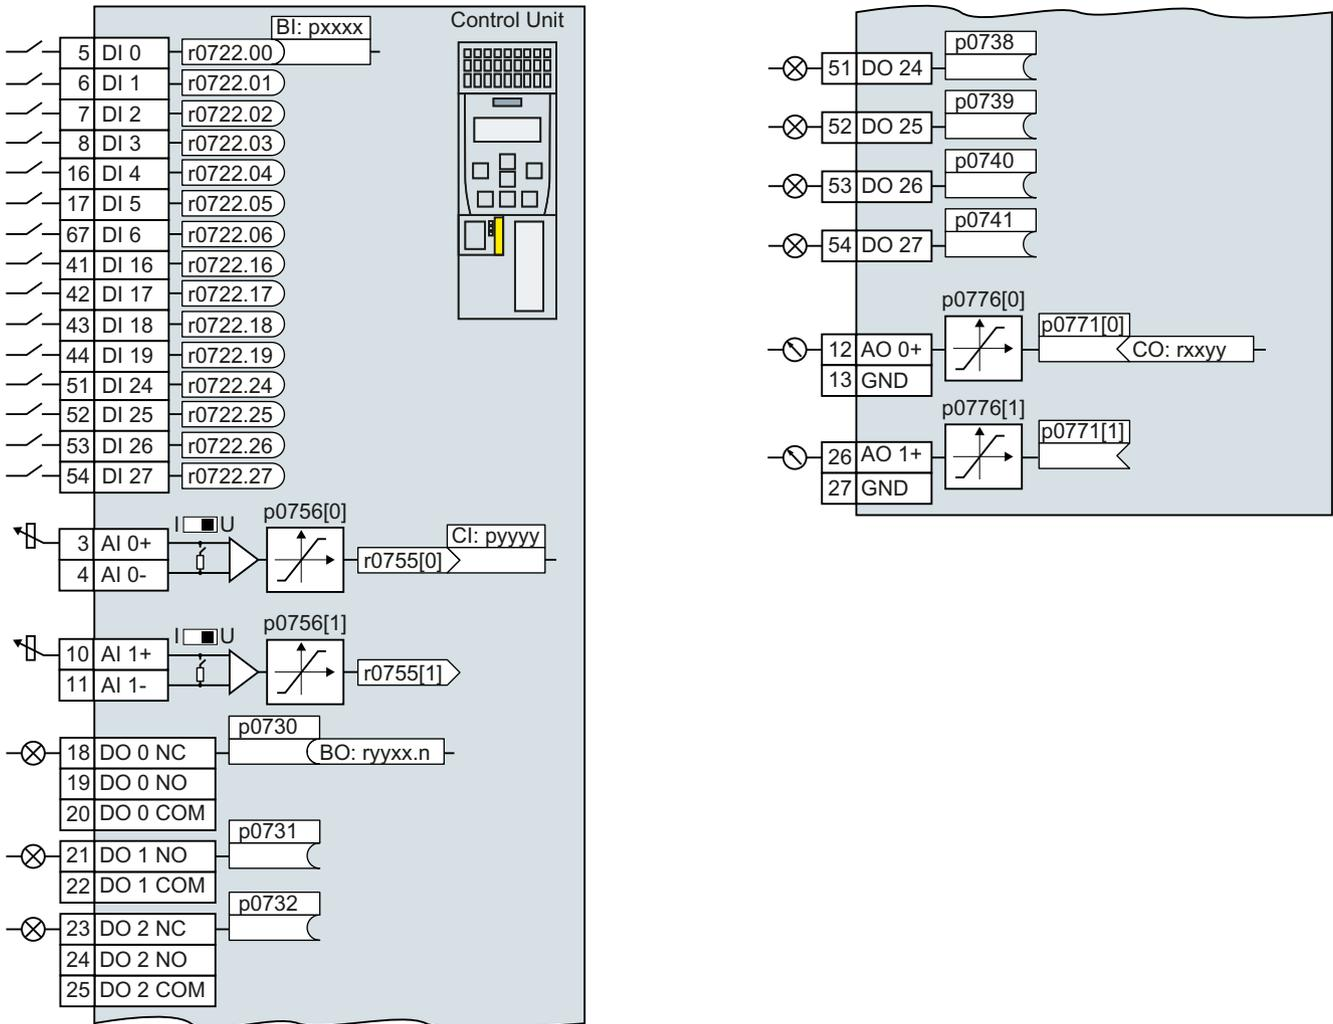 Control Unit
BI: pxxxx
5 DI 0 r0722.00
6 DI 1 r0722.01
7 DI 2 r0722.02
8 DI 3 r0722.03
16 DI 4 r0722.04
17 DI 5 r0722.05
67 DI 6 r0722.06
41 DI 16 r0722.16
42 DI 17 r0722.17
43 DI 18 r0722.18
44 DI 19 r0722.19
51 DI 24 r0722.24
52 DI 25 r0722.25
53 DI 26 r0722.26
54 DI 27 r0722.27
p0756[0]
I U
CI: pyyyy
3 AI 0+
r0755[0]
4 AI 0-
p0756[1]
I U
10 AI 1+
r0755[1]
11 AI 1-
p0730
18 DO 0 NC BO: ryyxx.n
19 DO 0 NO
20 DO 0 COM
p0731
21 DO 1 NO
22 DO 1 COM
p0732
23 DO 2 NC
24 DO 2 NO
25 DO 2 COM
p0738
51 DO 24
p0739
52 DO 25
p0740
53 DO 26
p0741
54 DO 27
p0776[0]
p0771[0]
12 AO 0+ CO: rxxyy
13 GND
p0776[1]
p0771[1]
26 AO 1+
27 GND